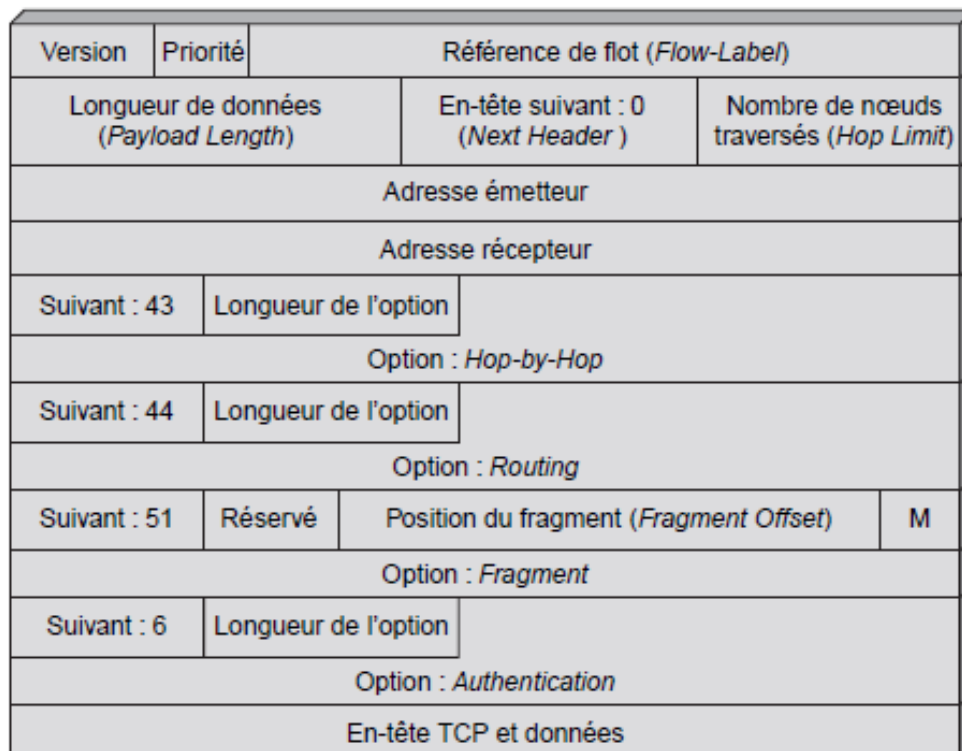 Version Priorité Référence de flot (Flow-Label)
Longueur de données
(Payload Length)
En-tête suivant : 0
(Next Header )
Nombre de nœuds
traversés (Hop Limit)
Adresse émetteur
Adresse récepteur
Suivant : 43 Longueur de l'option
Option : Hop-by-Hop
Suivant : 44 Longueur de l'option
Option : Routing
Suivant : 51 Réservé Position du fragment (Fragment Offset) M
Option : Fragment
Suivant : 6 Longueur de l'option
Option : Authentication
En-tête TCP et données